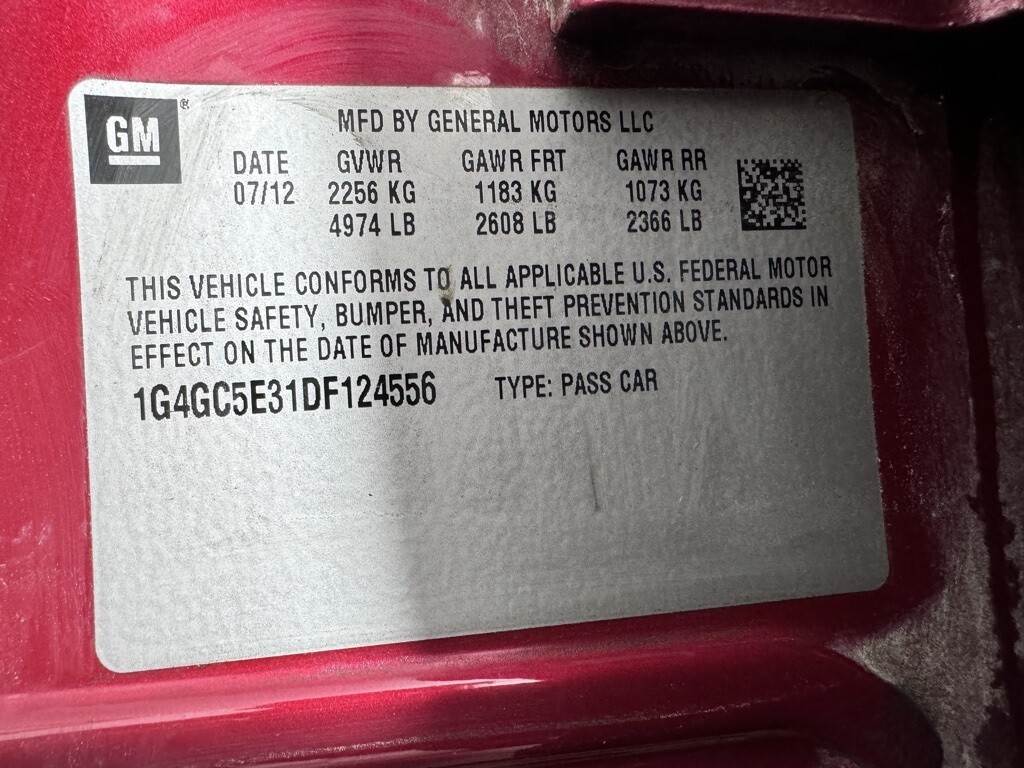 GM®
MFD BY GENERAL MOTORS LLC
DATE GVWR GAWR FRT GAWR RR
07/12 2256 KG 1183 KG 1073 KG
4974 LB 2608 LB 2366 LB
THIS VEHICLE CONFORMS TO ALL APPLICABLE U.S. FEDERAL MOTOR
VEHICLE SAFETY, BUMPER, AND THEFT PREVENTION STANDARDS IN
EFFECT ON THE DATE OF MANUFACTURE SHOWN ABOVE.
1G4GC5E31DF124556 TYPE: PASS CAR